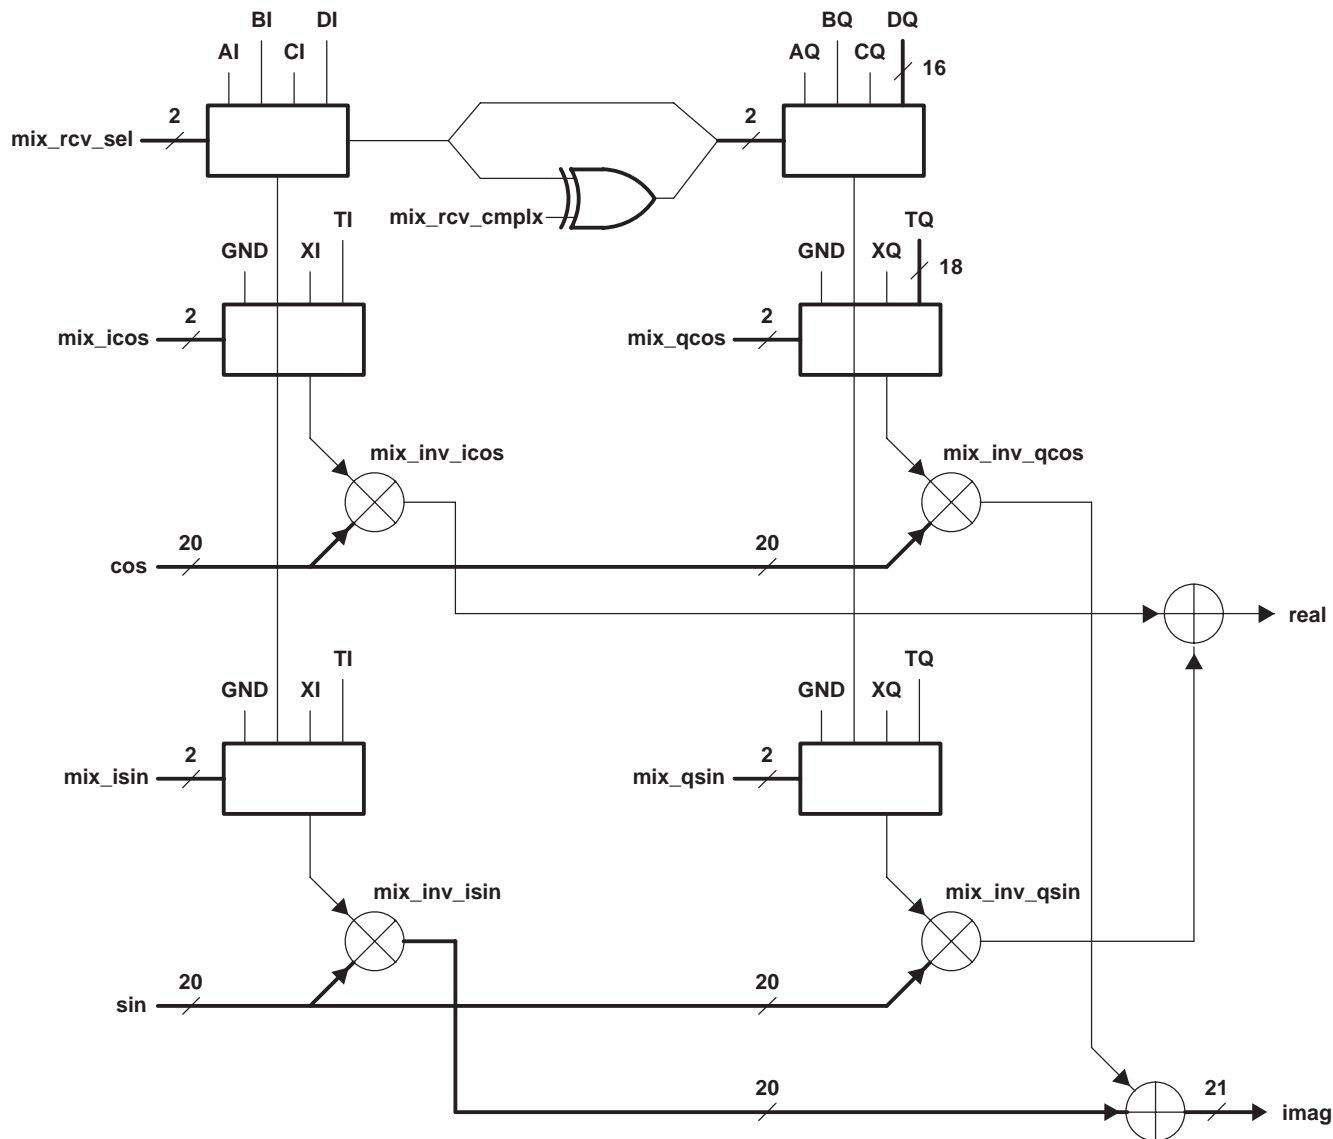 BI DI BQ DQ
AI CI AQ CQ 16
2 2
mix_rcv_sel
mix_rcv_cmplx
TI TQ
GND XI GND XQ 18
2 2
mix_icos mix_qcos
mix_inv_icos mix_inv_qcos
20 20
cos
real
TI TQ
GND XI GND XQ
2 2
mix_isin mix_qsin
mix_inv_isin mix_inv_qsin
20 20
sin
20 21
imag